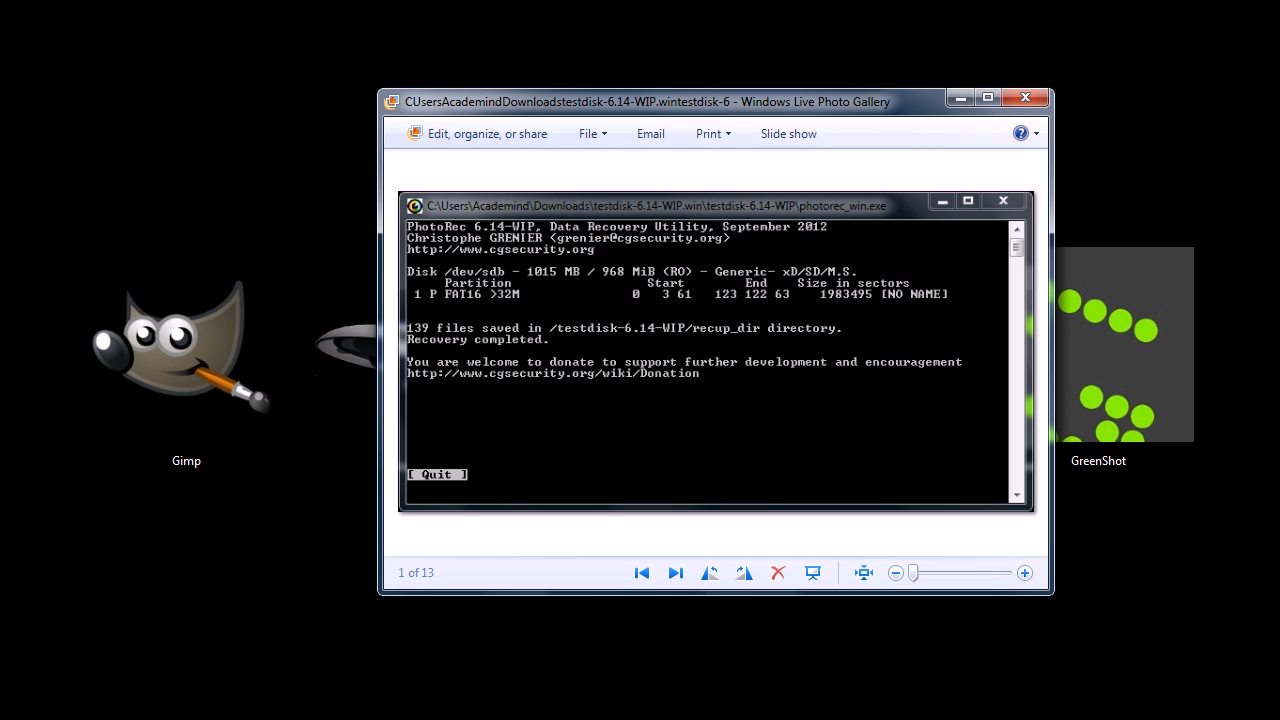 CUsersAcademindDownloadstestdisk-6.14-WIP.wintestdisk-6 - Windows Live Photo Gallery
Edit, organize, or share File Email Print Slide show
C:\Users\Academind\Downloads\testdisk-6.14-WIP.win\testdisk-6.14-WIP\photorec_win.exe
PhotoRec 6.14-WIP, Data Recovery Utility, September 2012
Christophe GRENIER <grenier@cgsecurity.org>
http://www.cgsecurity.org
Disk /dev/sdb - 1015 MB / 968 MiB (RO) - Generic- xD/SD/M.S.
Partition Start End Size in sectors
1 P FAT16 >32M 0 3 61 123 122 63 1983495 [NO NAME]
139 files saved in /testdisk-6.14-WIP/recup_dir directory.
Recovery completed.
You are welcome to donate to support further development and encouragement
http://www.cgsecurity.org/wiki/Donation
[ Quit ]
Gimp
GreenShot
1 of 13